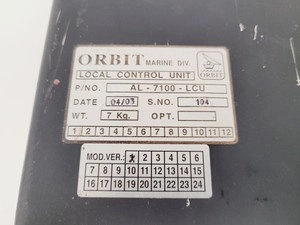 ORBIT MARINE DIV.
ORBIT
LOCAL CONTROL UNIT
P/NO. AL-7100-LCU
DATE 04/03 S.NO. 104
WT. 7 Kg. OPT.
1 2 3 4 5 6 7 8 9 10 11 12
MOD.VER.: 1 2 3 4 5 6
7 8 9 10 11 12 13 14 15
16 17 18 19 20 21 22 23 24